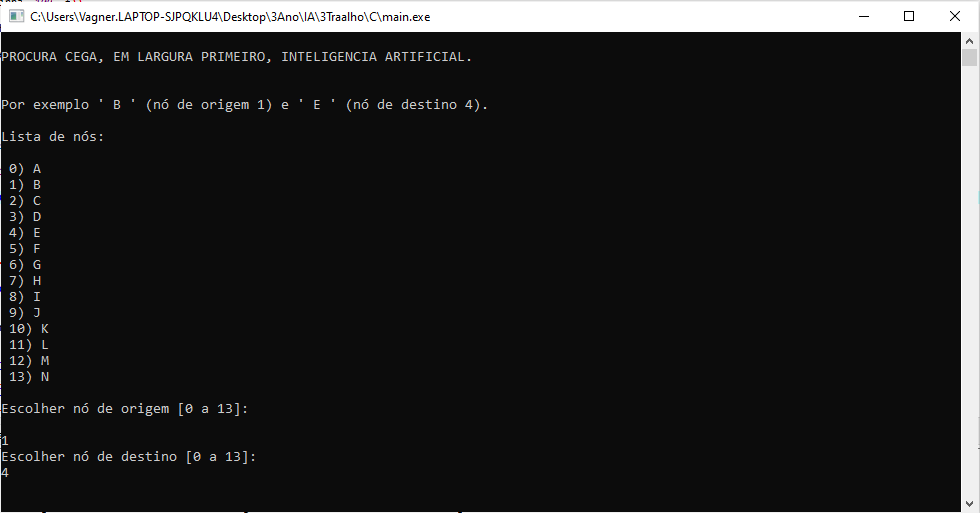 C:\Users\Vagner.LAPTOP-SJPQKLU4\Desktop\3Ano\IA\3Traalho\C\main.exe
PROCURA CEGA, EM LARGURA PRIMEIRO, INTELIGENCIA ARTIFICIAL.
Por exemplo ' B ' (nó de origem 1) e ' E ' (nó de destino 4).
Lista de nós:
0) A
1) B
2) C
3) D
4) E
5) F
6) G
7) H
8) I
9) J
10) K
11) L
12) M
13) N
Escolher nó de origem [0 a 13]:
1
Escolher nó de destino [0 a 13]:
4